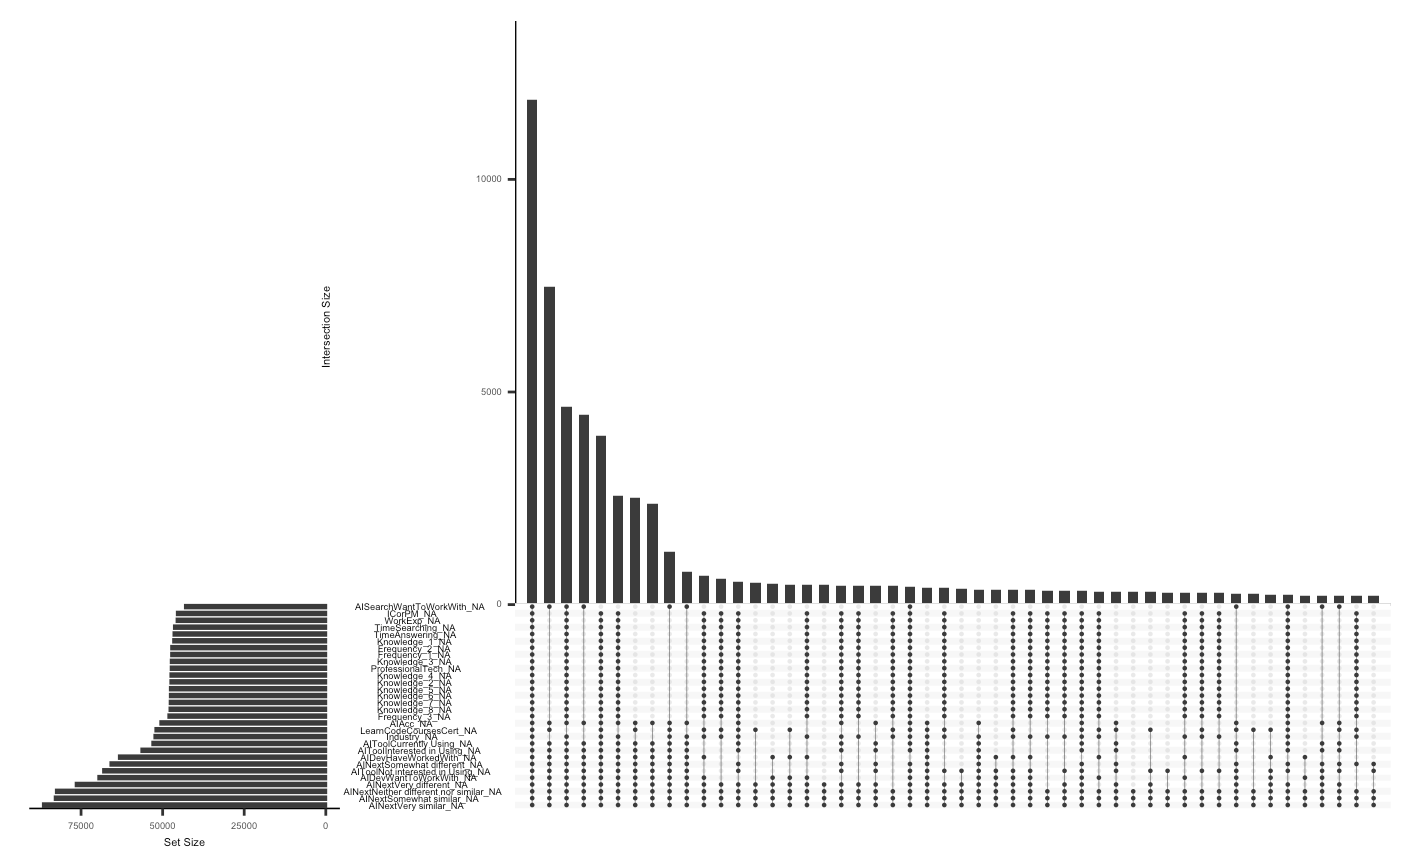 10000
Intersection Size
5000
0
AISearchWantToWorkWith_NA
ICorPM_NA
WorkExp_NA
TimeSearching_NA
TimeAnswering_NA
Knowledge_1_NA
Frequency_2_NA
Frequency_1_NA
Knowledge_3_NA
ProfessionalTech_NA
Knowledge_4_NA
Knowledge_2_NA
Knowledge_5_NA
Knowledge_6_NA
Knowledge_7_NA
Knowledge_8_NA
Frequency_3_NA
AIAcc_NA
LearnCodeCoursesCert_NA
Industry_NA
AIToolCurrently Using_NA
AIToolInterested in Using_NA
AIDevHaveWorkedWith_NA
AINextSomewhat different_NA
AIToolNot interested in Using_NA
AIDevWantToWorkWith_NA
AINextVery different_NA
AINextNeither different nor similar_NA
AINextSomewhat similar_NA
AINextVery similar_NA
75000 50000 25000 0
Set Size